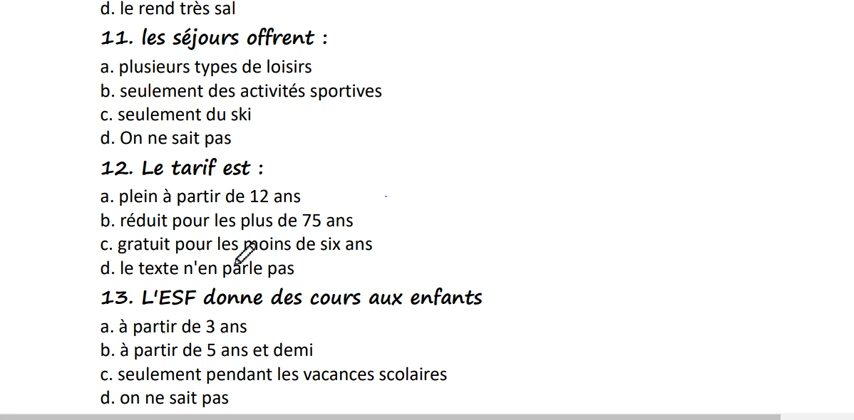 d. le rend très sal
11. les séjours offrent :
a. plusieurs types de loisirs
b. seulement des activités sportives
c. seulement du ski
d. On ne sait pas
12. Le tarif est :
a. plein à partir de 12 ans
b. réduit pour les plus de 75 ans
c. gratuit pour les moins de six ans
d. le texte n'en parle pas
13. L'ESF donne des cours aux enfants
a. à partir de 3 ans
b. à partir de 5 ans et demi
c. seulement pendant les vacances scolaires
d. on ne sait pas